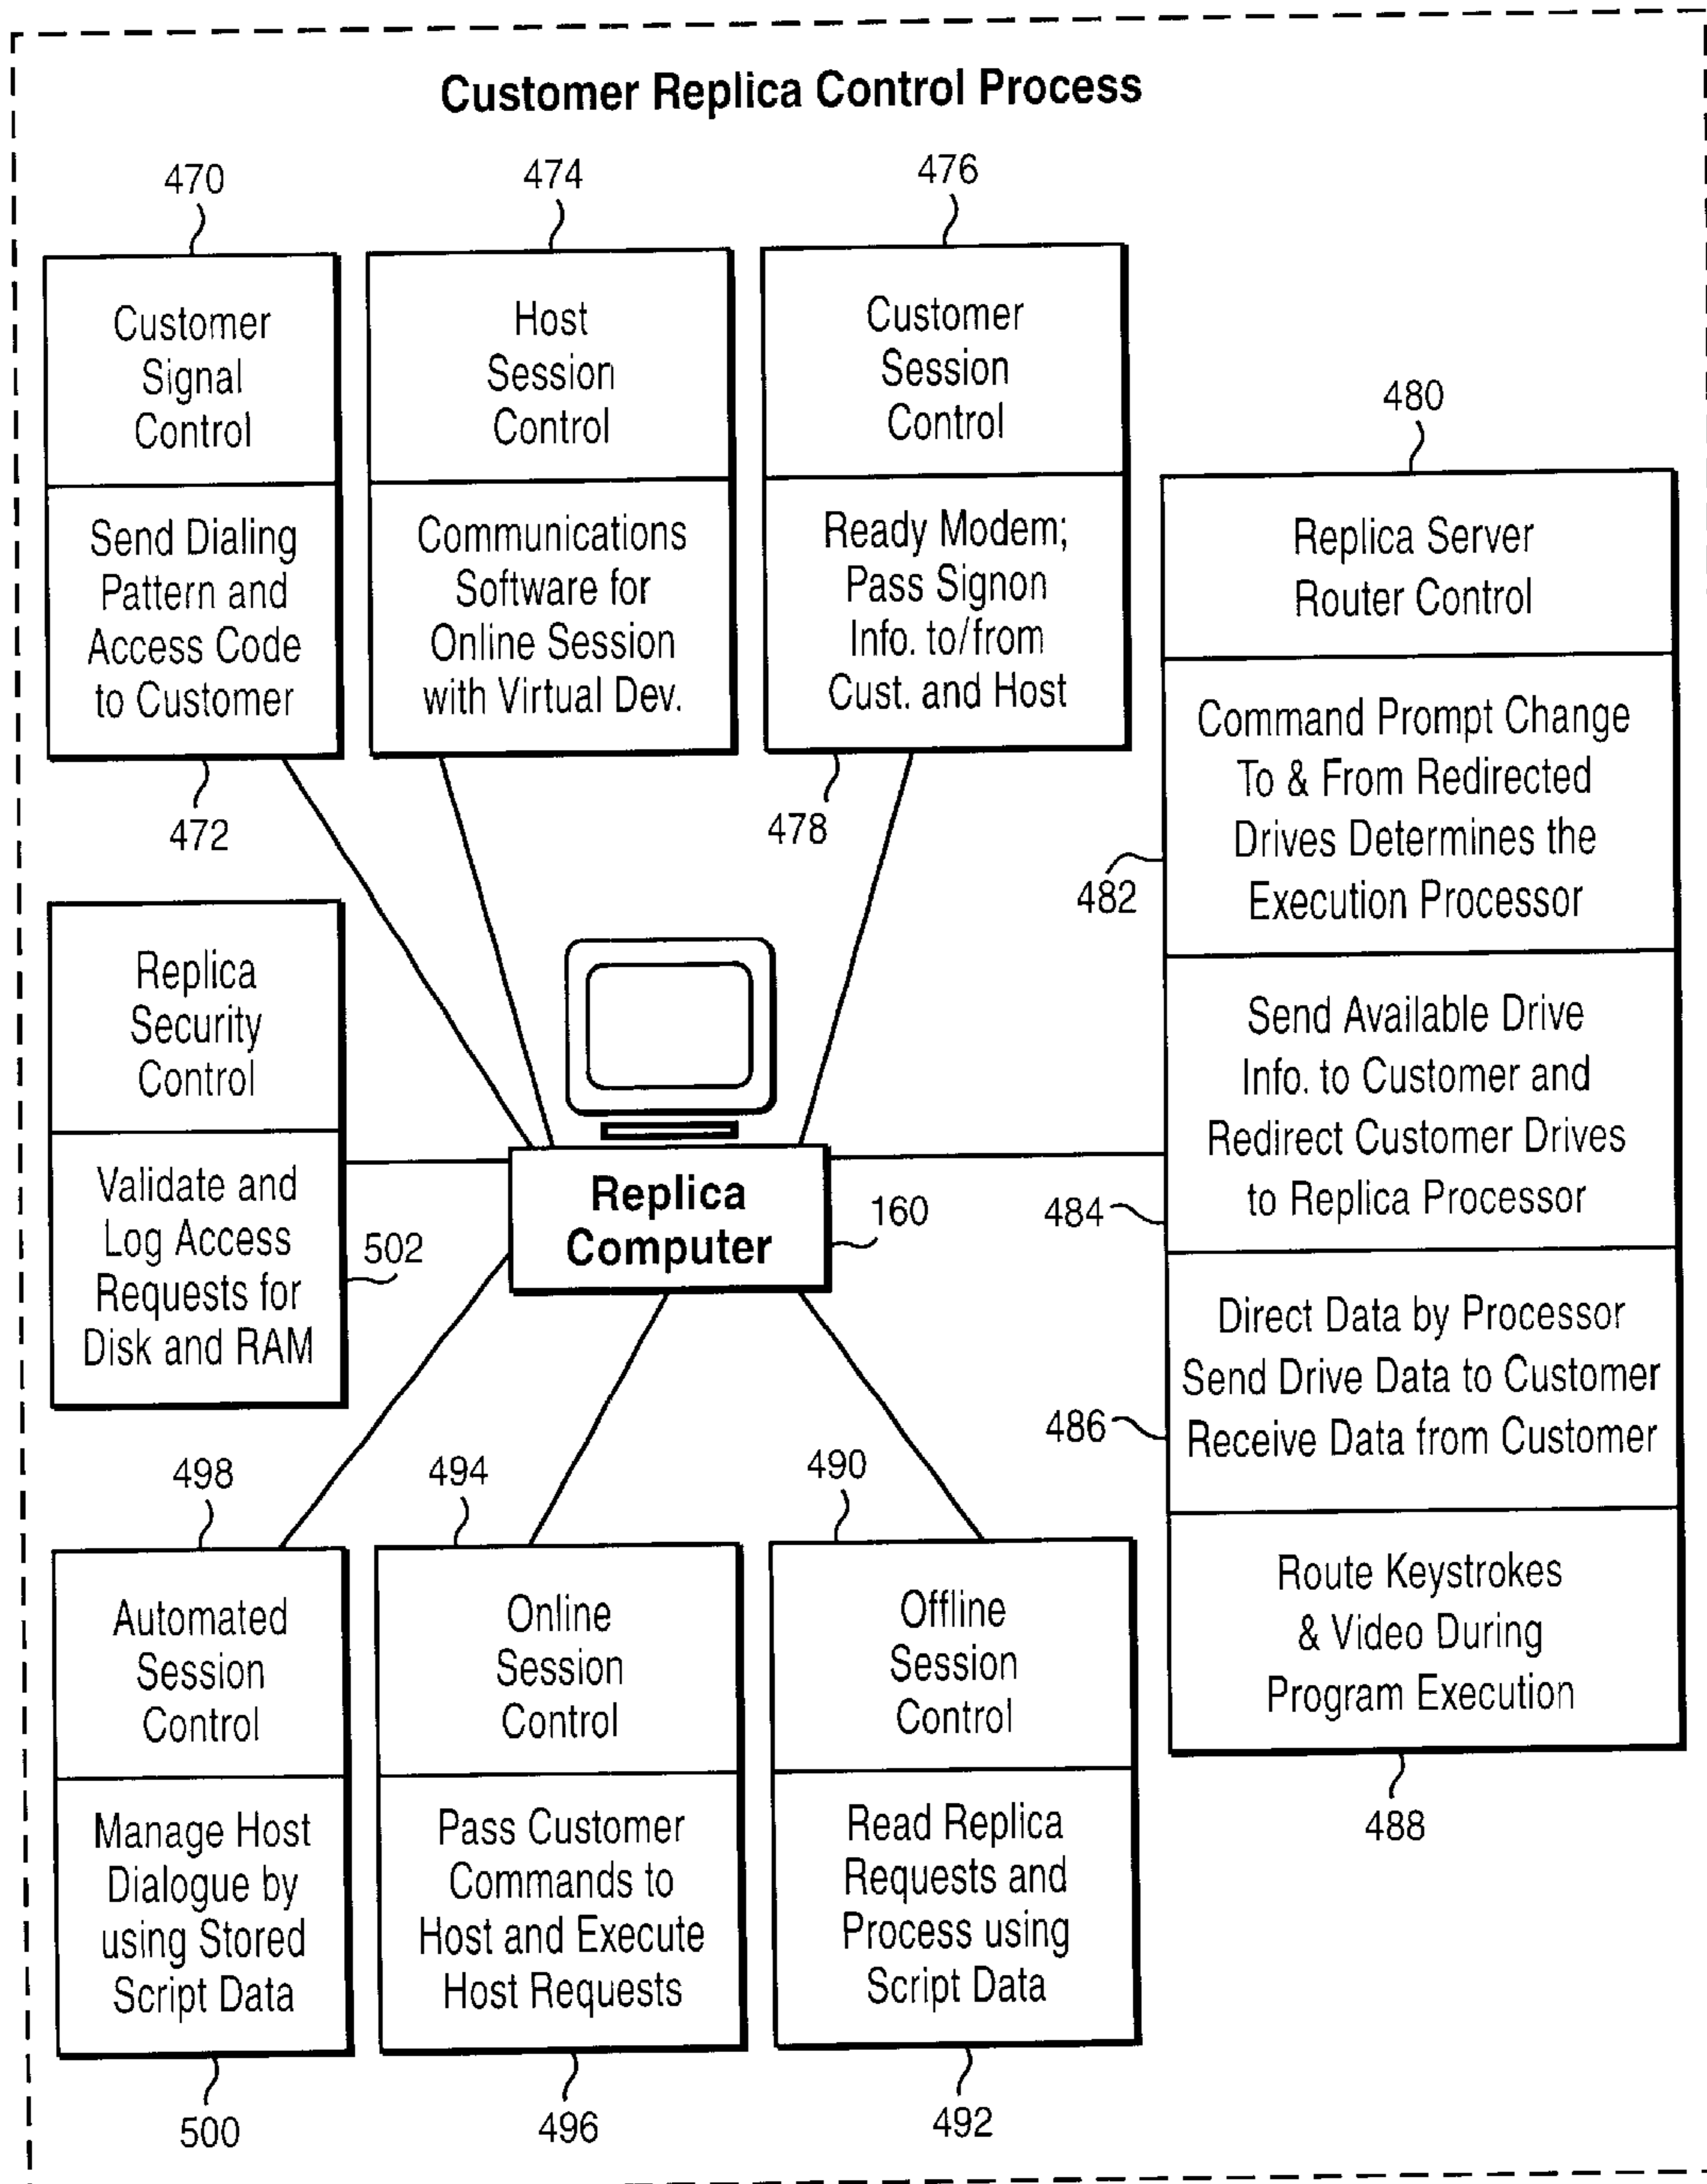 Customer Replica Control Process
470
474
476
Customer
Signal
Control
Send Dialing
Pattern and
Access Code
to Customer
472
Host
Session
Control
Communications
Software for
Online Session
with Virtual Dev.
Customer
Session
Control
Ready Modem;
Pass Signon
Info. to/from
Cust. and Host
478
480
Replica Server
Router Control
Command Prompt Change
To & From Redirected
Drives Determines the
Execution Processor
482
Send Available Drive
Info. to Customer and
Redirect Customer Drives
to Replica Processor
484
Direct Data by Processor
Send Drive Data to Customer
Receive Data from Customer
486
Route Keystrokes
& Video During
Program Execution
488
Replica
Security
Control
Validate and
Log Access
Requests for
Disk and RAM
502
Replica
Computer
160
498
Automated
Session
Control
Manage Host
Dialogue by
using Stored
Script Data
500
494
Online
Session
Control
Pass Customer
Commands to
Host and Execute
Host Requests
496
490
Offline
Session
Control
Read Replica
Requests and
Process using
Script Data
492